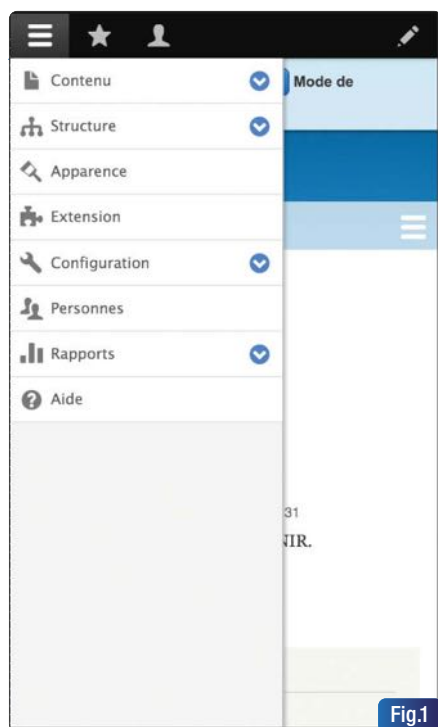 Contenu
Mode de
Structure
Apparence
Extension
Configuration
Personnes
Rapports
Aide
31
NIR.
Fig.1